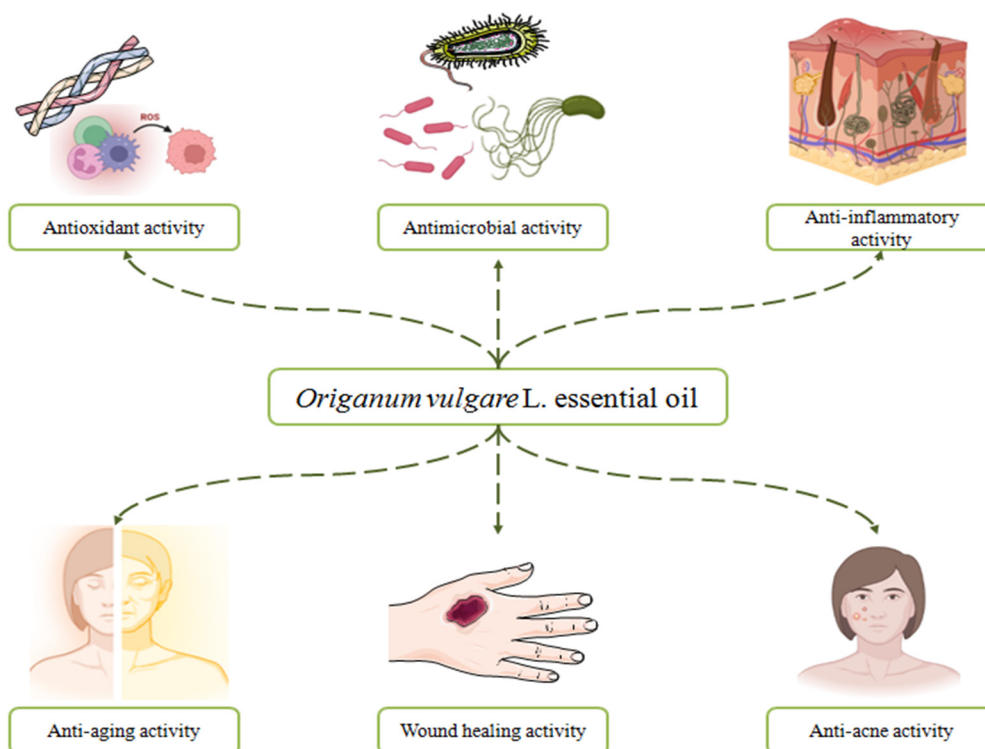 ROS
Antioxidant activity
Antimicrobial activity
Anti-inflammatory
activity
Origanum vulgare L. essential oil
Anti-aging activity
Wound healing activity
Anti-acne activity